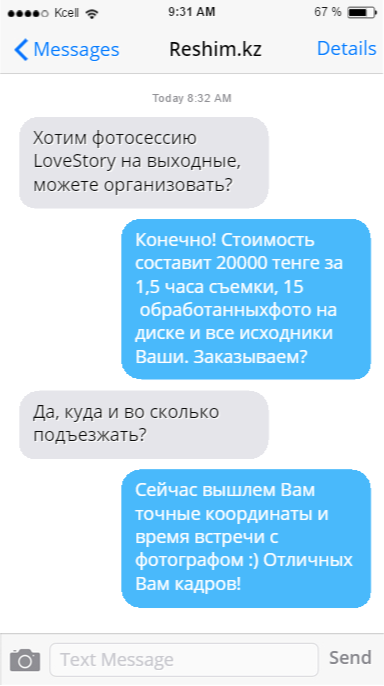 Kcell 9:31 AM 67 %
Messages Reshim.kz Details
Today 8:32 AM
Хотим фотосессию
LoveStory на выходные,
можете организовать?
Конечно! Стоимость
составит 20000 тенге за
1,5 часа съемки, 15
обработанныхфото на
диске и все исходники
Ваши. Заказываем?
Да, куда и во сколько
подъезжать?
Сейчас вышлем Вам
точные координаты и
время встречи с
фотографом :) Отличных
Вам кадров!
Text Message Send